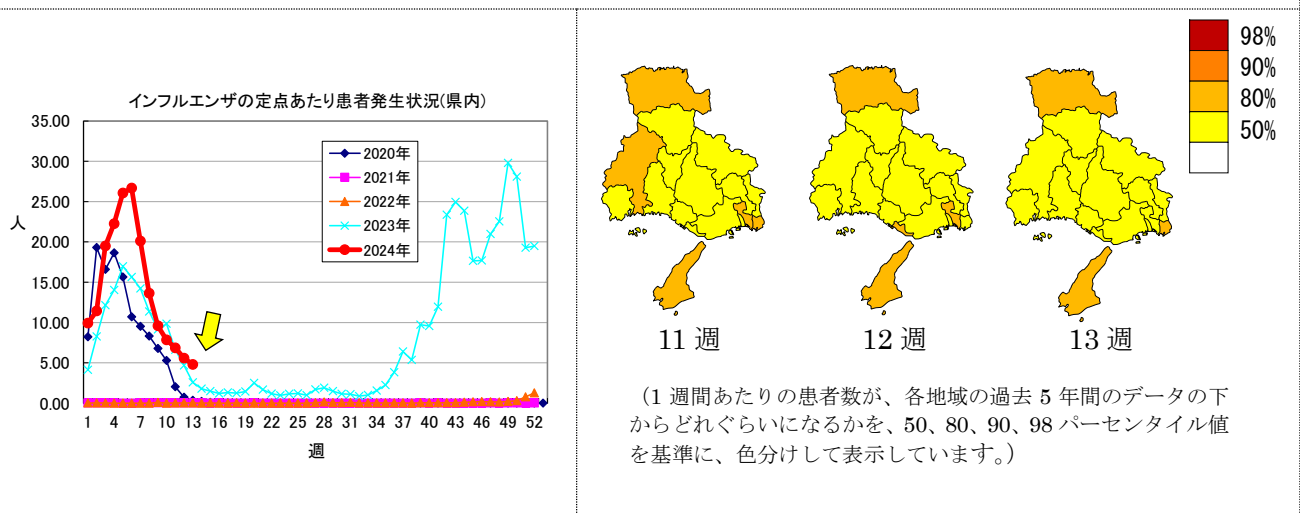 インフルエンザの定点あたり患者発生状況(県内)
35.00
30.00
25.00
20.00
15.00
10.00
5.00
0.00
人
2020年
2021年
2022年
2023年
2024年
1 4 7 10 13 16 19 22 25 28 31 34 37 40 43 46 49 52
週
98%
90%
80%
50%
11 週 12 週 13 週
(1 週間あたりの患者数が、各地域の過去 5 年間のデータの下
からどれぐらいになるかを、50、80、90、98 パーセンタイル値
を基準に、色分けして表示しています。)